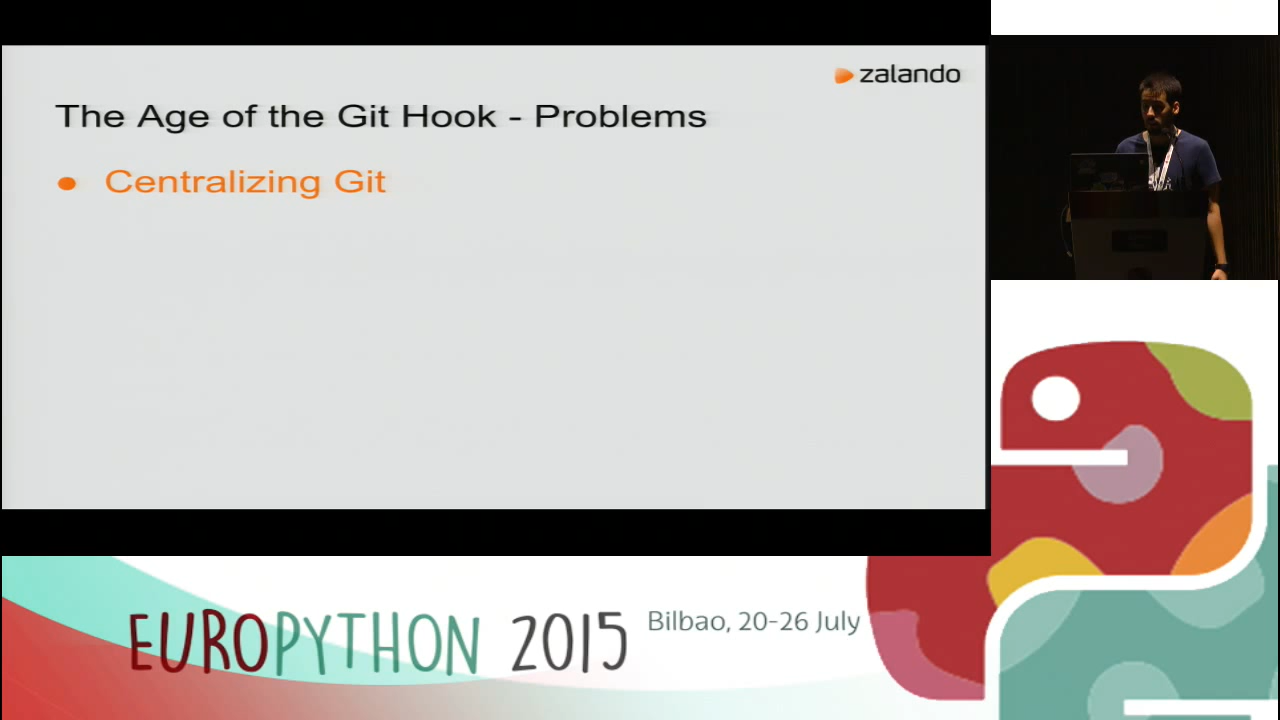 zalando
The Age of the Git Hook - Problems
● Centralizing Git
EUROPYTHON 2015
Bilbao, 20-26 July